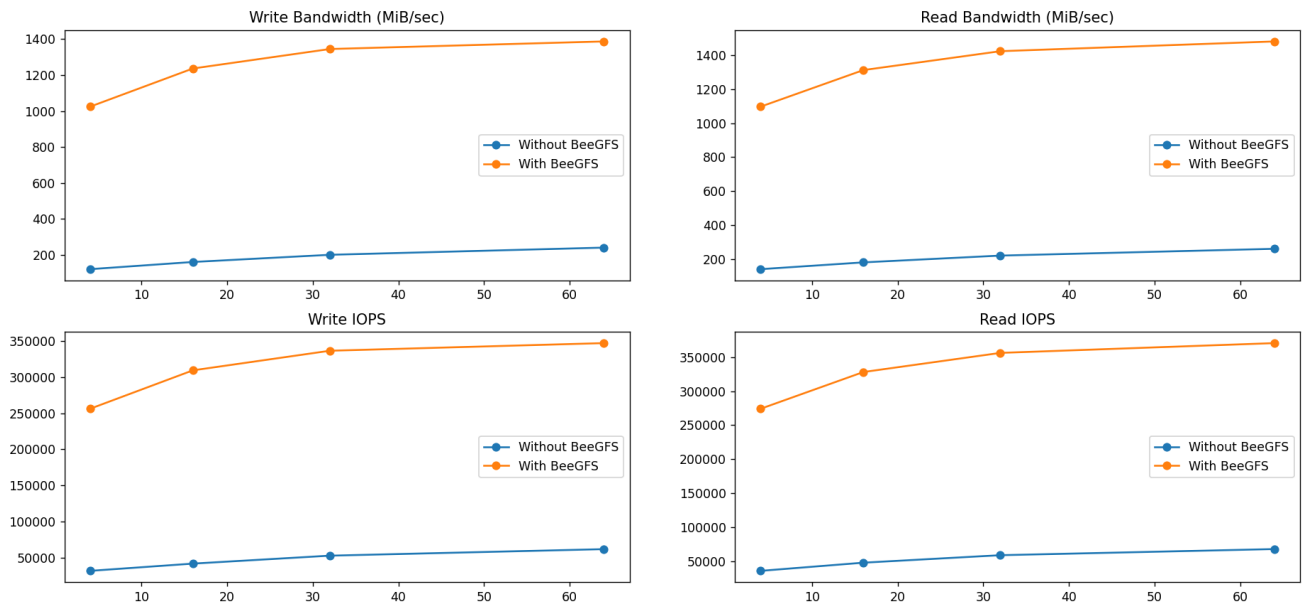 Write Bandwidth (MiB/sec)
1400
1200
1000
800
600
400
200
Without BeeGFS
With BeeGFS
10 20 30 40 50 60
Read Bandwidth (MiB/sec)
1400
1200
1000
800
600
400
200
Without BeeGFS
With BeeGFS
10 20 30 40 50 60
Write IOPS
350000
300000
250000
200000
150000
100000
50000
Without BeeGFS
With BeeGFS
10 20 30 40 50 60
Read IOPS
350000
300000
250000
200000
150000
100000
50000
Without BeeGFS
With BeeGFS
10 20 30 40 50 60